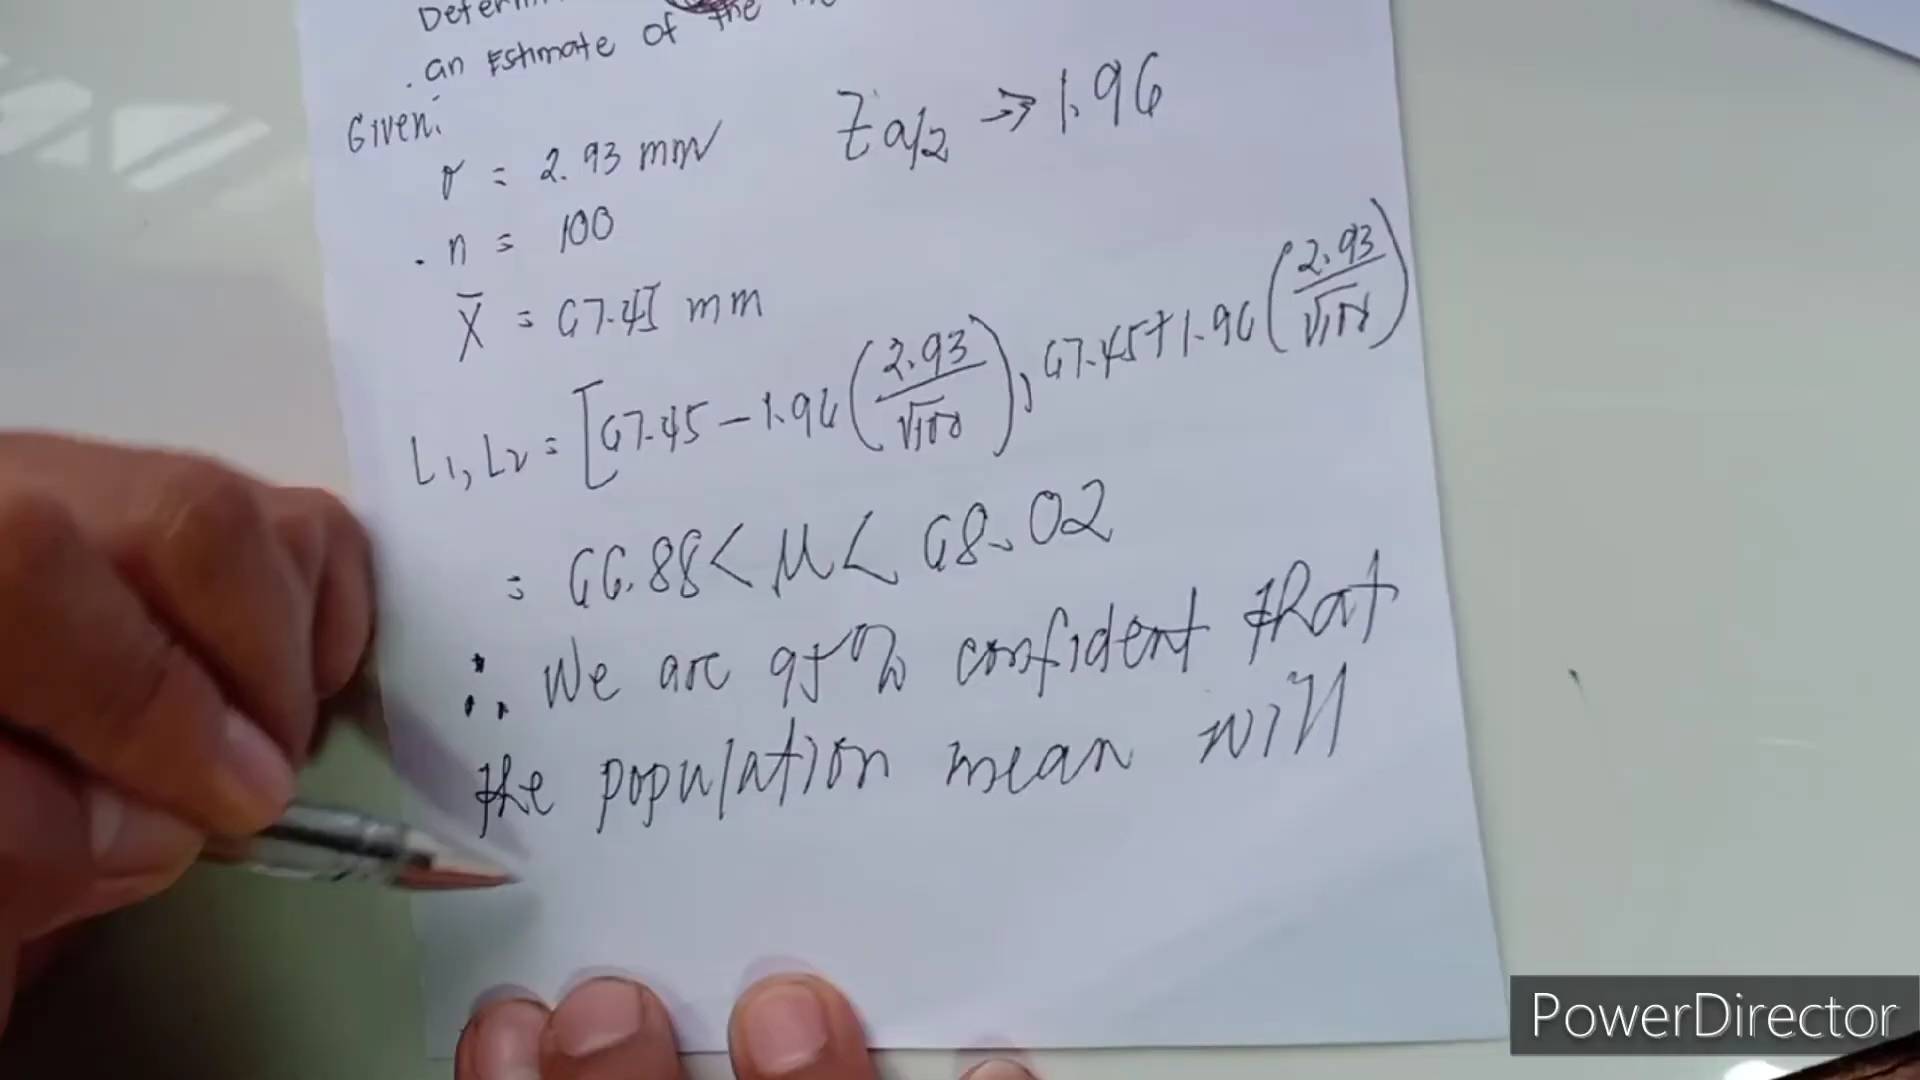 an Estimate of the
Given:
σ = 2.93 mm
Zα/2 → 1.96
n = 100
X̄ = 67.45 mm
L1, L2 = [67.45 - 1.96 (2.93/√100), 67.45 + 1.96 (2.93/√100)
= 66.88 < μ < 68.02
∴ We are 95% confident that
the population mean will
PowerDirector